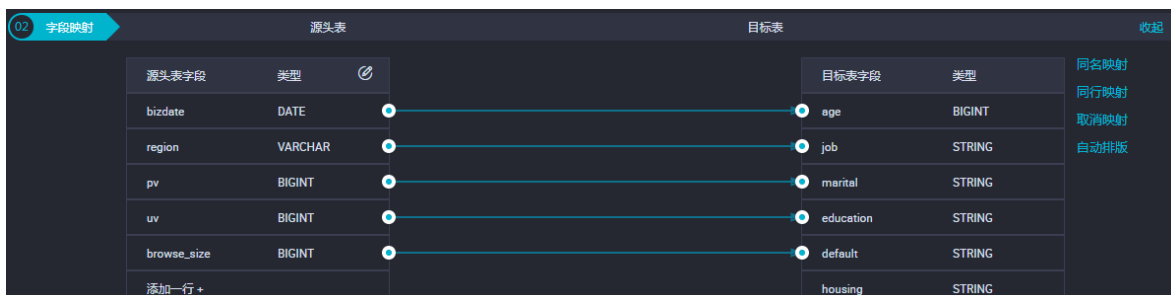 02 字段映射 源头表 目标表 收起
源头表字段 类型 目标表字段 类型 同名映射
同行映射
bizdate DATE age BIGINT 取消映射
region VARCHAR job STRING 自动排版
pv BIGINT marital STRING
uv BIGINT education STRING
browse_size BIGINT default STRING
添加一行 + housing STRING